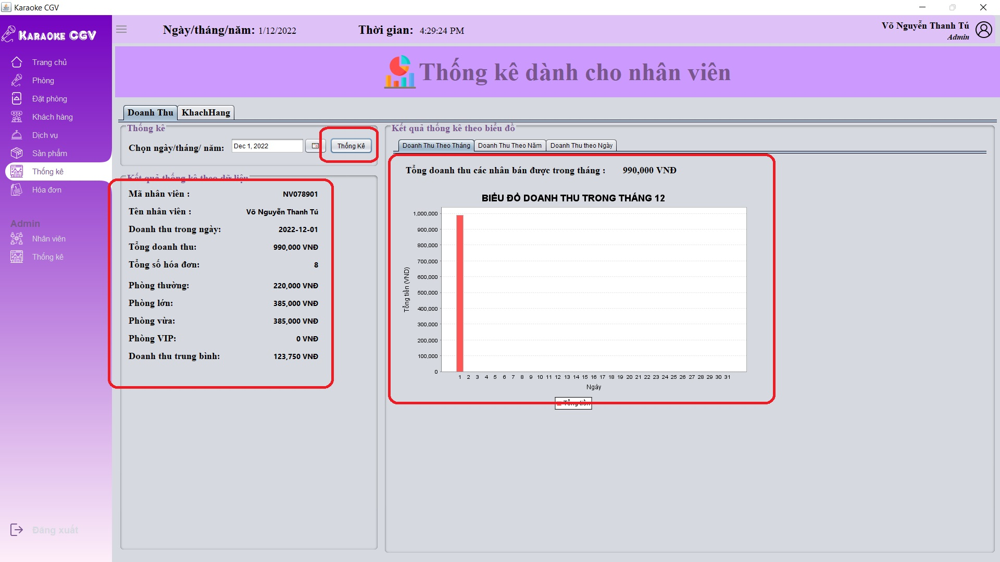 Karaoke CGV
KARAOKE CGV
Ngày/tháng/năm: 1/12/2022
Thời gian: 4:29:24 PM
Võ Nguyễn Thanh Tú
Admin
Trang chủ
Phòng
Đặt phòng
Khách hàng
Dịch vụ
Sản phẩm
Thống kê
Hóa đơn
Admin
Nhân viên
Thống kê
Đăng xuất
Thống kê dành cho nhân viên
Doanh Thu KhachHang
Thống kê
Chọn ngày/tháng/ năm: Dec 1, 2022 Thống Kê
Kết quả thống kê theo dữ liệu
Mã nhân viên : NV078901
Tên nhân viên : Võ Nguyễn Thanh Tú
Doanh thu trong ngày: 2022-12-01
Tổng doanh thu: 990,000 VNĐ
Tổng số hóa đơn: 8
Phòng thường: 220,000 VNĐ
Phòng lớn: 385,000 VNĐ
Phòng vừa: 385,000 VNĐ
Phòng VIP: 0 VNĐ
Doanh thu trung bình: 123,750 VNĐ
Kết quả thống kê theo biểu đồ
Doanh Thu Theo Tháng Doanh Thu Theo Năm Doanh Thu theo Ngày
Tổng doanh thu các nhân bán được trong tháng : 990,000 VNĐ
BIỂU ĐỒ DOANH THU TRONG THÁNG 12
Tổng tiền (VND)
1,000,000
900,000
800,000
700,000
600,000
500,000
400,000
300,000
200,000
100,000
0
1 2 3 4 5 6 7 8 9 10 11 12 13 14 15 16 17 18 19 20 21 22 23 24 25 26 27 28 29 30 31
Ngày
Tổng tiền